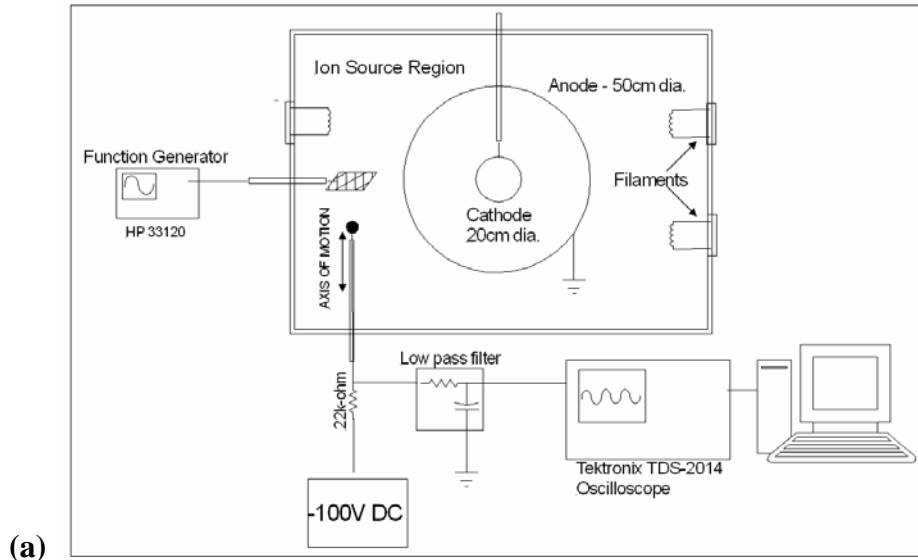 Ion Source Region
Anode - 50cm dia.
Function Generator
HP 33120
Filaments
Cathode
20cm dia.
AXIS OF MOTION
Low pass filter
22k-ohm
Tektronix TDS-2014
Oscilloscope
-100V DC
(a)